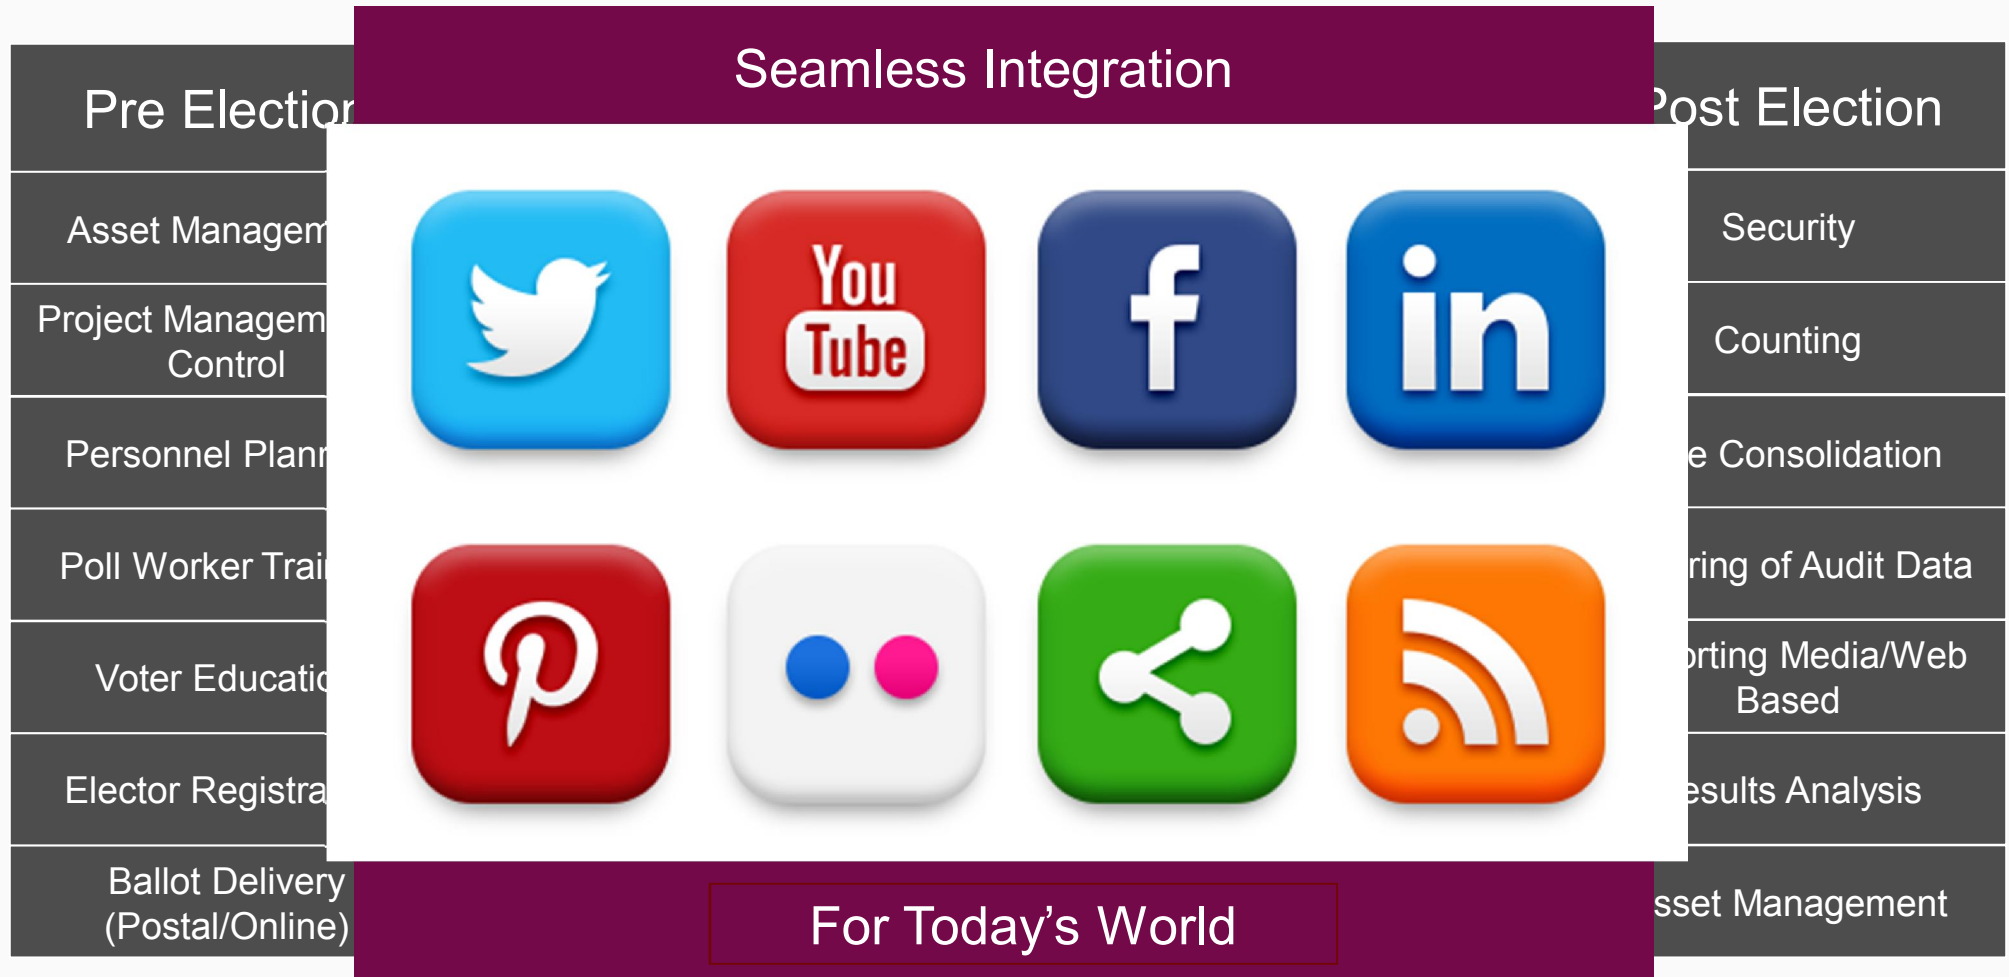 Seamless Integration
Pre Election
Asset Managem
Project Managem
Control
Personnel Plann
Poll Worker Trai
Voter Educatio
Elector Registra
Ballot Delivery
(Postal/Online)
You
Tube
f
in
Post Election
Security
Counting
e Consolidation
ring of Audit Data
orting Media/Web
Based
esults Analysis
sset Management
For Today’s World